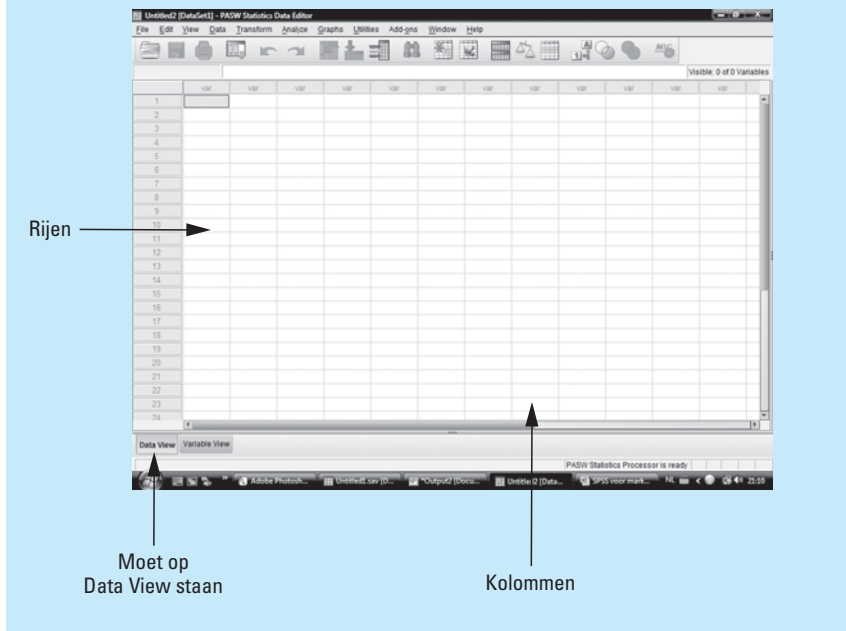 Untitled2 [DataSet1] - PASW Statistics Data Editor
File Edit View Data Transform Analyze Graphs Utilities Add-ons Window Help
Visible: 0 of 0 Variables
var var var var var var var var var var var var
1
2
3
4
5
6
7
8
9
10
11
12
13
14
15
16
17
18
19
20
21
22
23
24
Rijen
Data View Variable View
PASW Statistics Processor is ready
Adobe Photosh... Untitled1.sav [D... *Output2 [Docu... Untitled2 [Data... SPSS voor mark... NL 21:10
Moet op
Data View staan
Kolommen